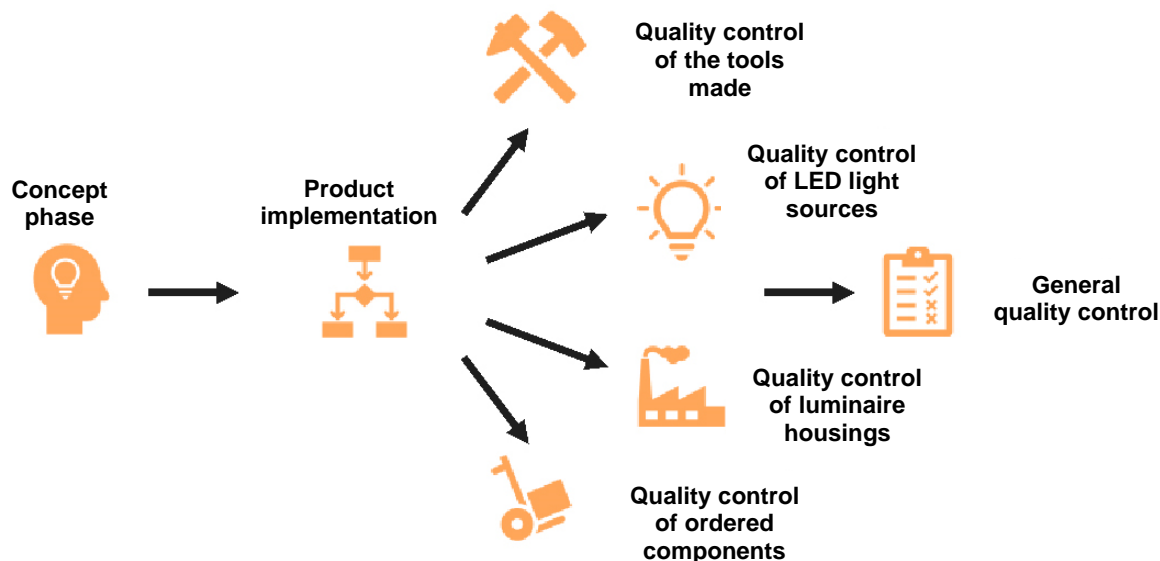 Concept
phase
Product
implementation
Quality control
of the tools
made
Quality control
of LED light
sources
Quality control
of luminaire
housings
Quality control
of ordered
components
General
quality control